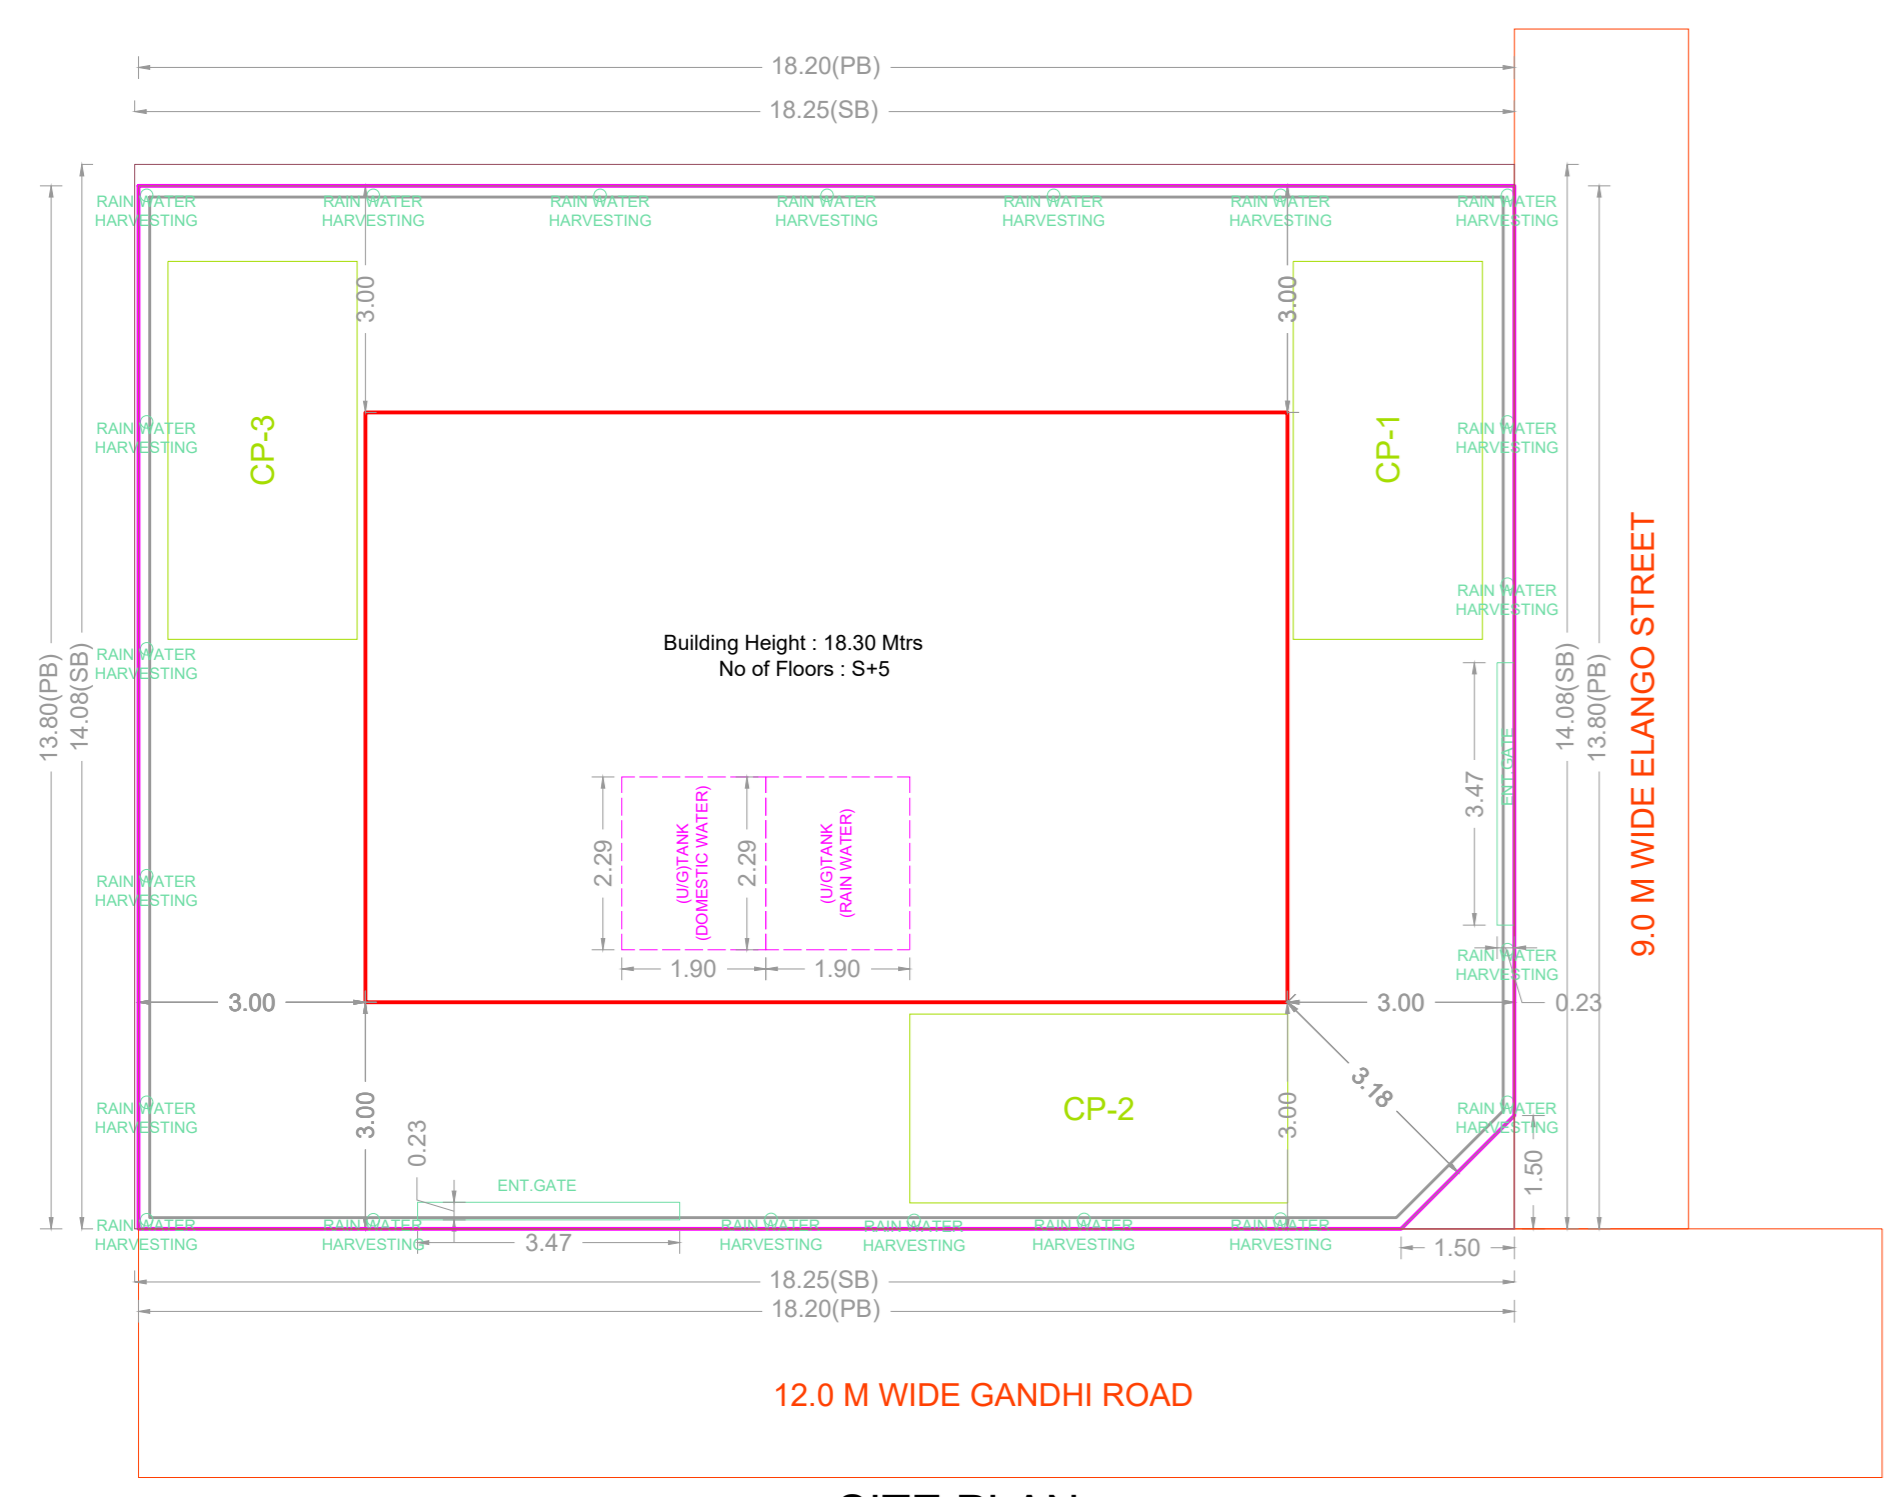 18.20(PB)
18.25(SB)
RAIN WATER
HARVESTING
RAIN WATER
HARVESTING
RAIN WATER
HARVESTING
RAIN WATER
HARVESTING
RAIN WATER
HARVESTING
RAIN WATER
HARVESTING
RAIN WATER
HARVESTING
3.00
3.00
CP-3
CP-1
RAIN WATER
HARVESTING
RAIN WATER
HARVESTING
RAIN WATER
HARVESTING
RAIN WATER
HARVESTING
Building Height : 18.30 Mtrs
No of Floors : S+5
13.80(PB)
14.08(SB)
14.08(SB)
13.80(PB)
9.0 M WIDE ELANGO STREET
ENT.GATE
3.47
2.29
(U/G)TANK
(DOMESTIC WATER)
2.29
(U/G)TANK
(RAIN WATER)
1.90
1.90
RAIN WATER
HARVESTING
RAIN WATER
HARVESTING
3.00
3.00
0.23
3.18
RAIN WATER
HARVESTING
3.00
0.23
CP-2
3.00
RAIN WATER
HARVESTING
1.50
ENT.GATE
RAIN WATER
HARVESTING
RAIN WATER
HARVESTING
3.47
RAIN WATER
HARVESTING
RAIN WATER
HARVESTING
RAIN WATER
HARVESTING
RAIN WATER
HARVESTING
1.50
18.25(SB)
18.20(PB)
12.0 M WIDE GANDHI ROAD
SITE PLAN